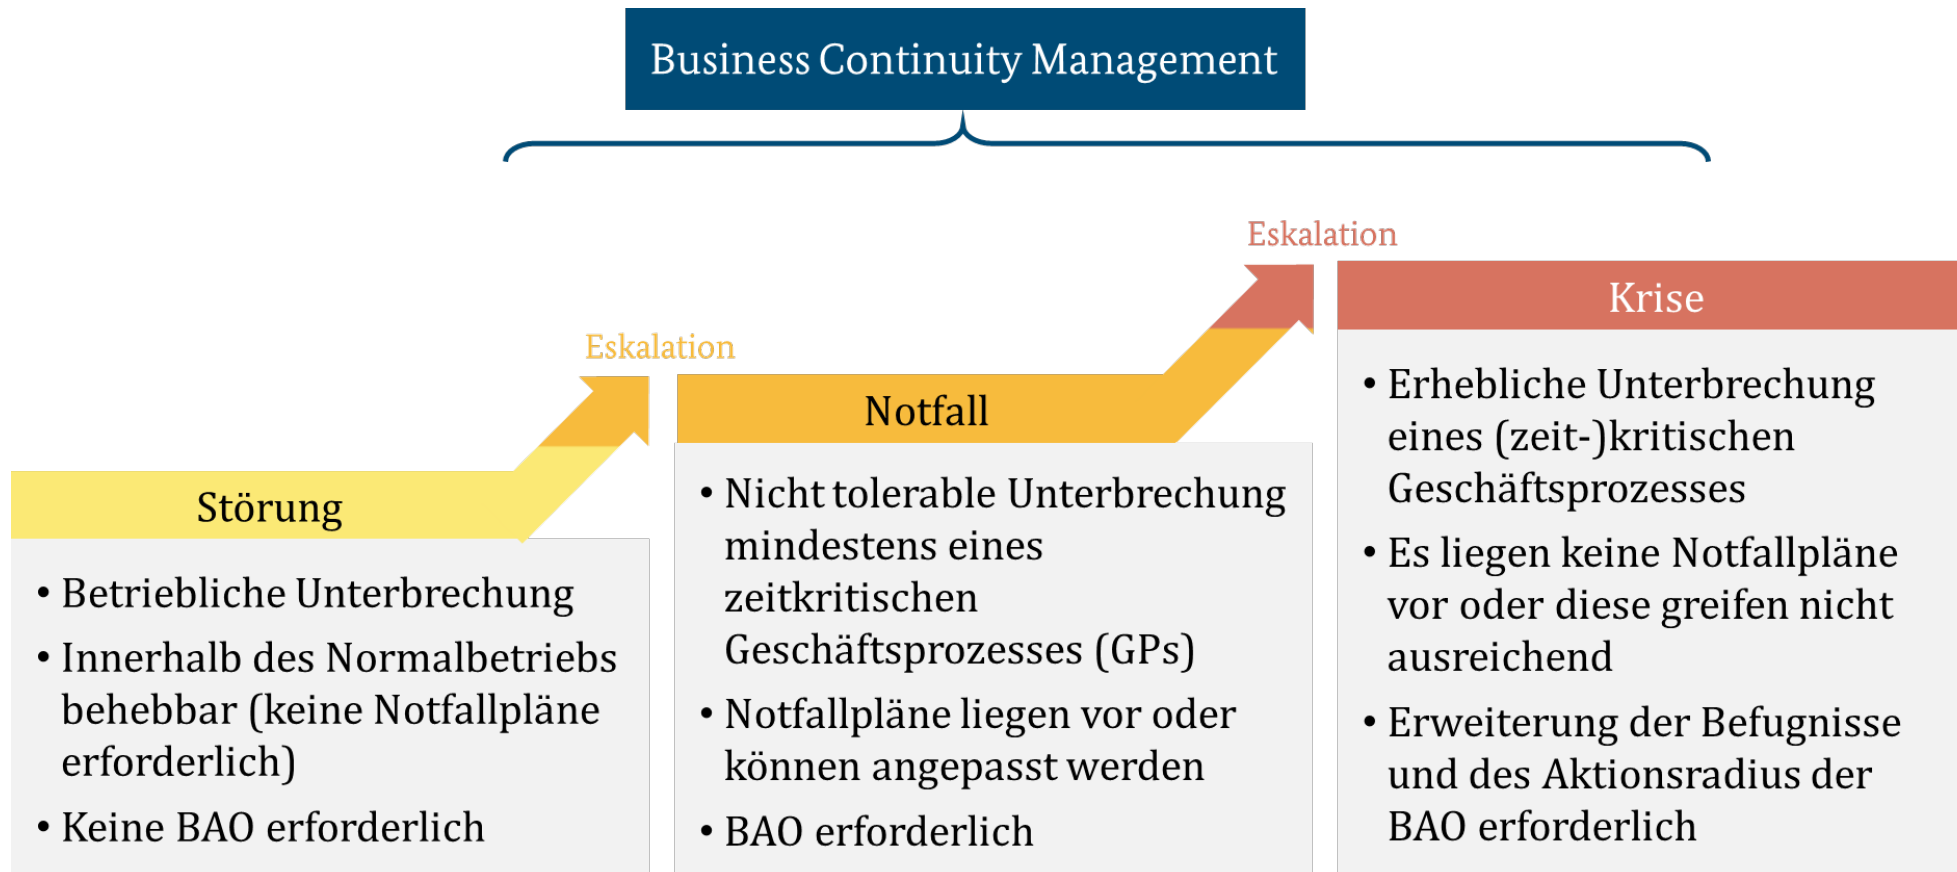 Business Continuity Management
Eskalation
Eskalation
Störung
• Betriebliche Unterbrechung
• Innerhalb des Normalbetriebs
behebbar (keine Notfallpläne
erforderlich)
• Keine BAO erforderlich
Notfall
• Nicht tolerable Unterbrechung
mindestens eines
zeitkritischen
Geschäftsprozesses (GPs)
• Notfallpläne liegen vor oder
können angepasst werden
• BAO erforderlich
Krise
• Erhebliche Unterbrechung
eines (zeit-)kritischen
Geschäftsprozesses
• Es liegen keine Notfallpläne
vor oder diese greifen nicht
ausreichend
• Erweiterung der Befugnisse
und des Aktionsradius der
BAO erforderlich